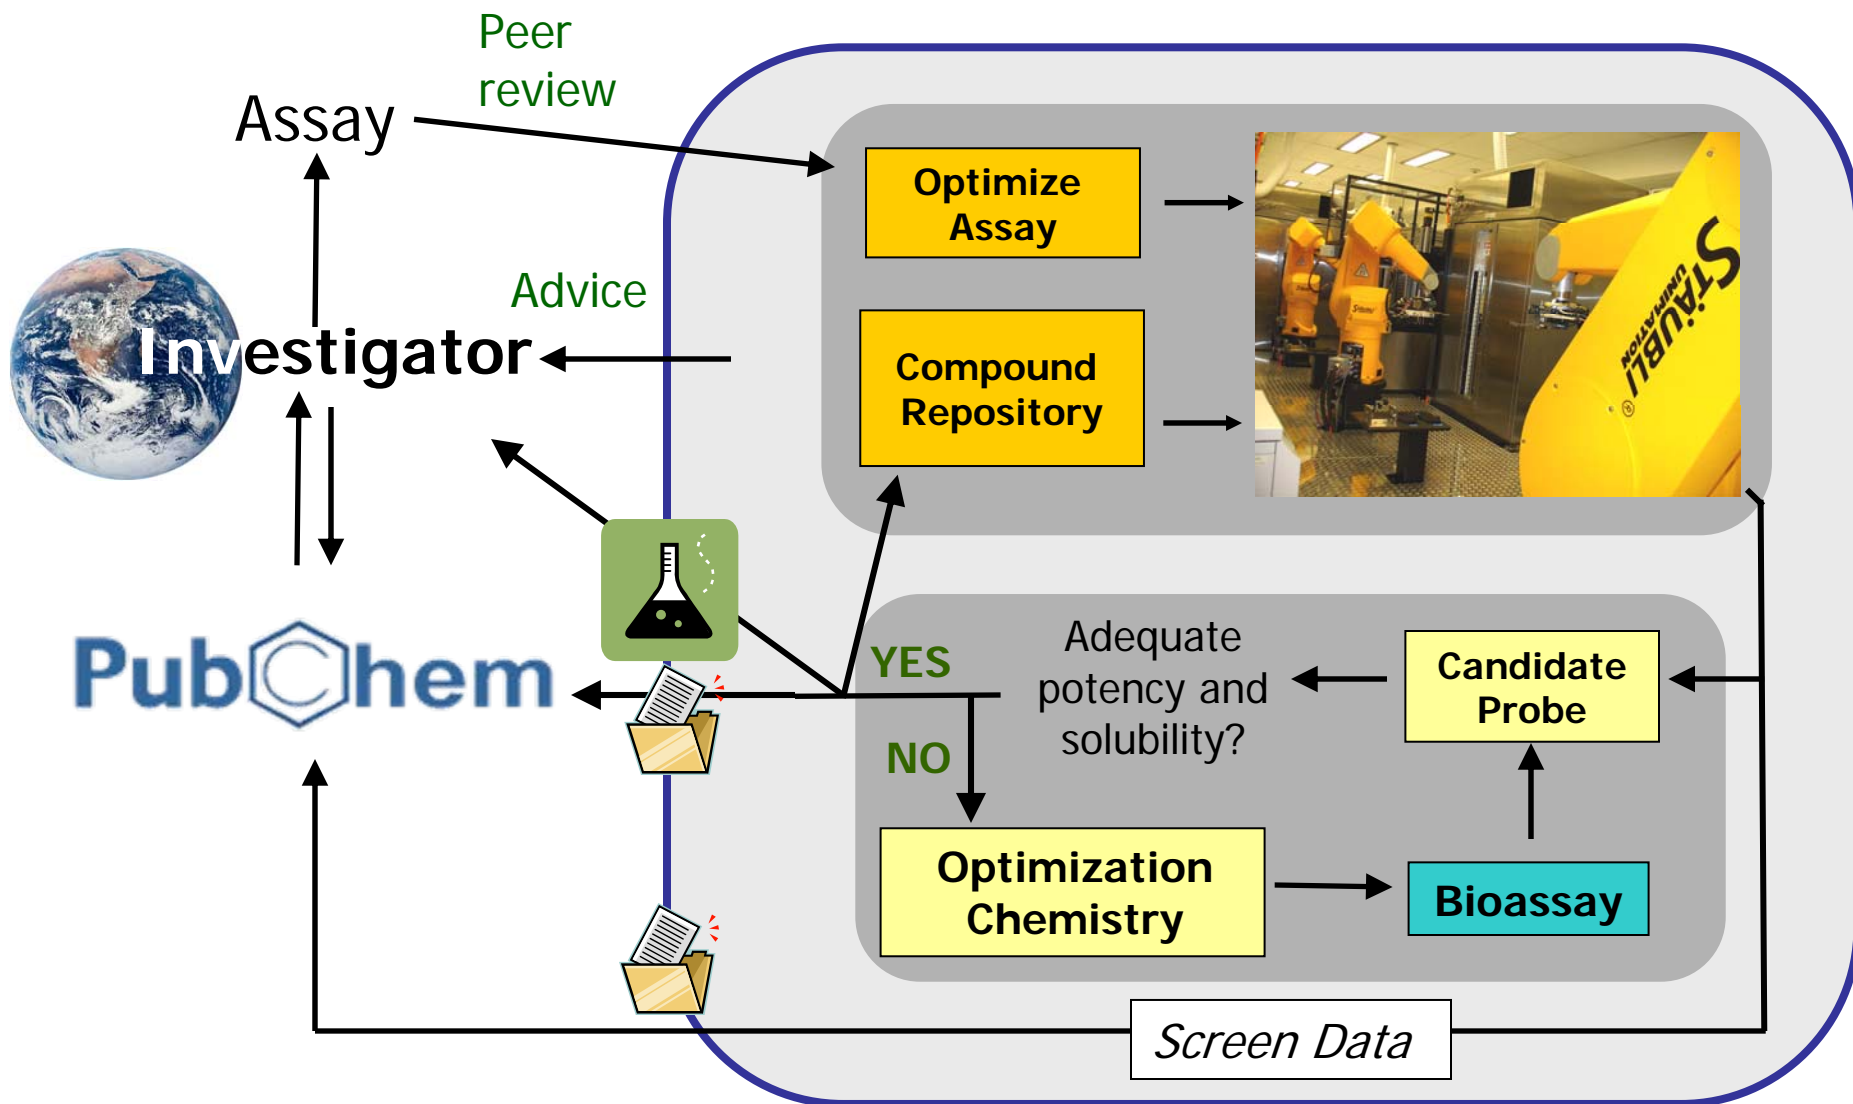 Peer
review
Assay
Optimize
Assay
STÄUBLI
UNIMATION
®
Advice
Investigator
Compound
Repository
PubChem
YES
NO
Adequate
potency and
solubility?
Candidate
Probe
Optimization
Chemistry
Bioassay
Screen Data